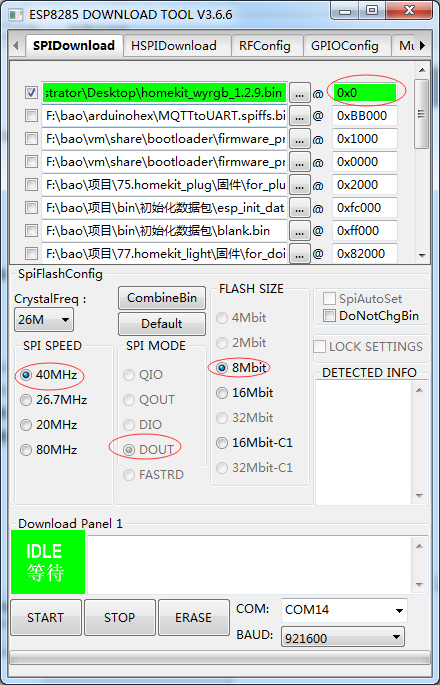 ESP8285 DOWNLOAD TOOL V3.6.6
SPIDownload HSPIDownload RFConfig GPIOConfig Mu
strator\Desktop\homekit_wyrgb_1.2.9.bin ... @ 0x0
F:\bao\arduinohex\MQTTtoUART.spiffs.bi ... @ 0xBB000
F:\bao\vm\share\bootloader\firmware_pr ... @ 0x1000
F:\bao\vm\share\bootloader\firmware_pr ... @ 0x0000
F:\bao\项目\75.homekit_plug\固件\for_plu ... @ 0x2000
F:\bao\项目\bin\初始化数据包\esp_init_dat ... @ 0xfc000
F:\bao\项目\bin\初始化数据包\blank.bin ... @ 0xff000
F:\bao\项目\77.homekit_light\固件\for_doi ... @ 0x82000
SpiFlashConfig
CrystalFreq :
26M
CombineBin
Default
SPI SPEED
40MHz
26.7MHz
20MHz
80MHz
SPI MODE
QIO
QOUT
DIO
DOUT
FASTRD
FLASH SIZE
4Mbit
2Mbit
8Mbit
16Mbit
32Mbit
16Mbit-C1
32Mbit-C1
SpiAutoSet
DoNotChgBin
LOCK SETTINGS
DETECTED INFO
Download Panel 1
IDLE
等待
START STOP ERASE
COM: COM14
BAUD: 921600